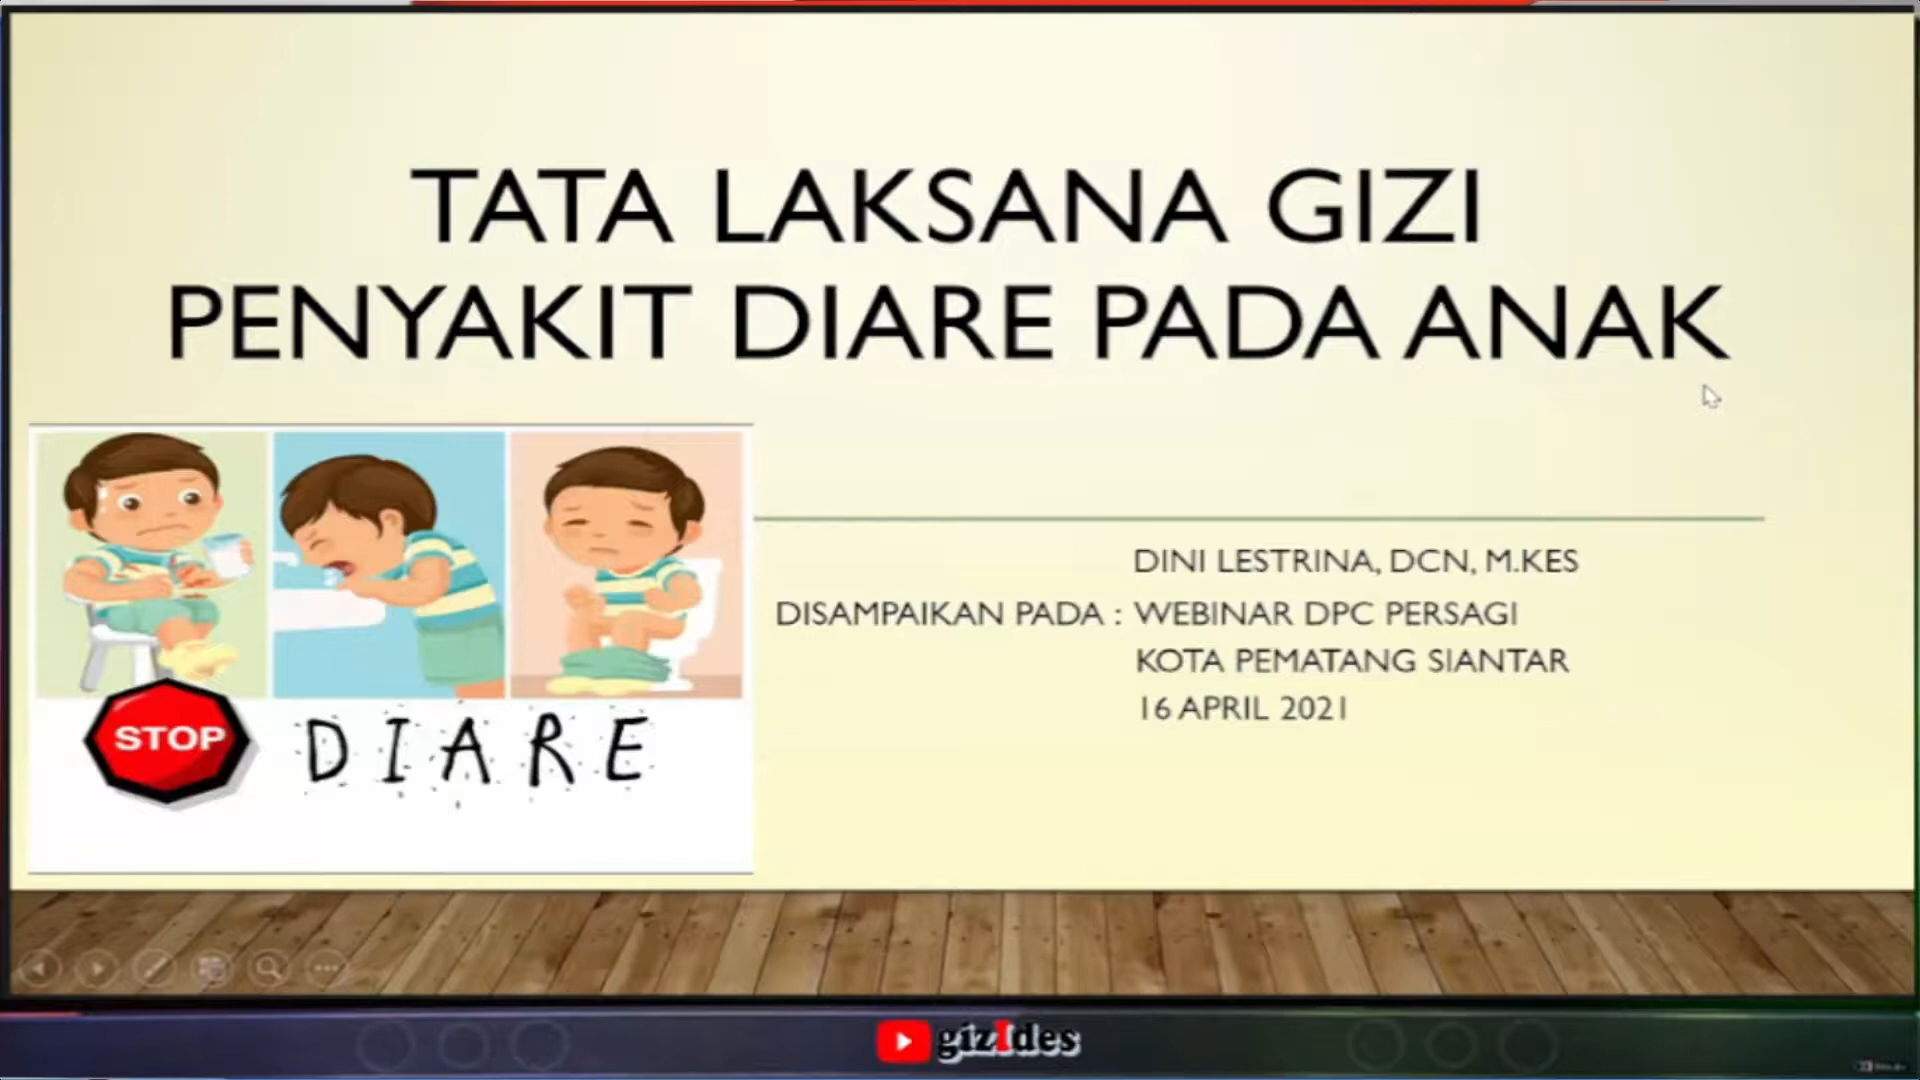 TATA LAKSANA GIZI
PENYAKIT DIARE PADA ANAK
DINI LESTRINA, DCN, M.KES
DISAMPAIKAN PADA : WEBINAR DPC PERSAGI
KOTA PEMATANG SIANTAR
16 APRIL 2021
STOP DIARE
gizIdes